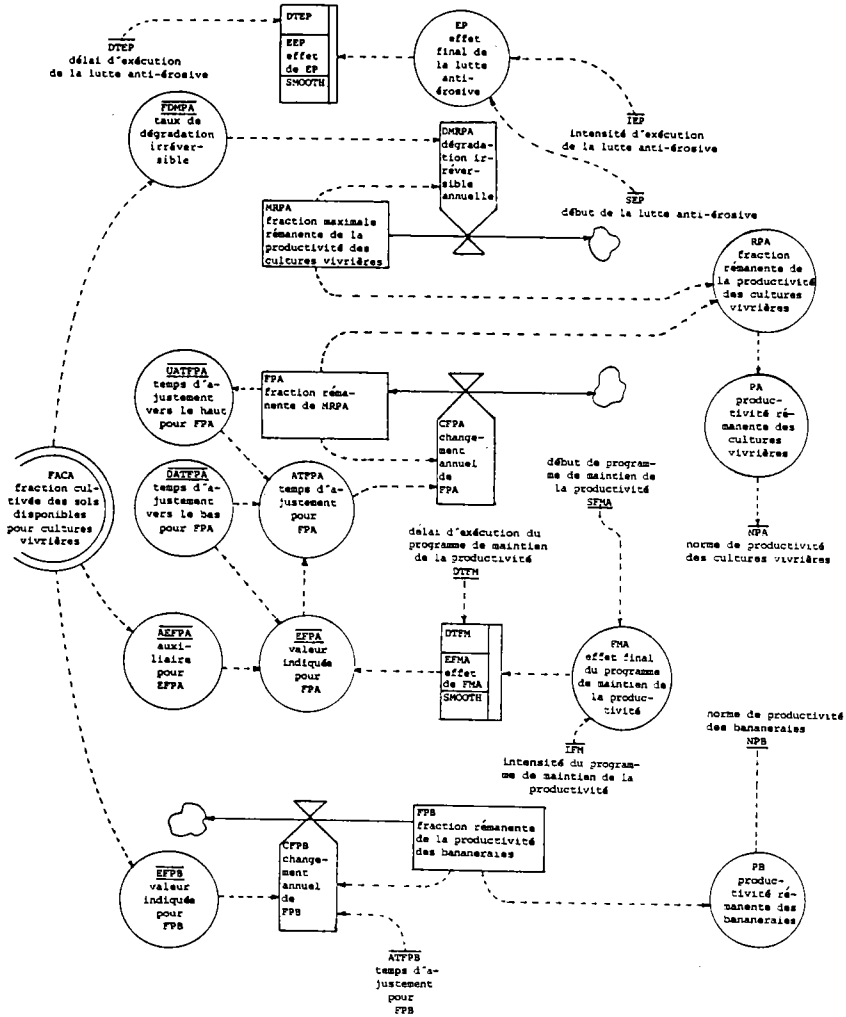 DTEP
EEP
effet
de EP
SMOOTH
EP
effet
final de
la lutte
anti-
érosive
DTEP
délai d'exécution
de la lutte anti-érosive
FDMPA
taux de
dégradation
irréver-
sible
DMRPA
dégrada-
tion ir-
réver-
sible
annuelle
IEP
intensité d'exécution
de la lutte anti-érosive
SEP
début de la lutte anti-érosive
MRPA
fraction maximale
rémanente de la
productivité des
cultures vivrières
RPA
fraction
rémanente de
la productivité
des cultures
vivrières
UATFPA
temps d'a-
justement
vers le haut
pour FPA
FPA
fraction réma-
nente de MRPA
CFPA
change-
ment
annuel
de
FPA
PA
productivité ré-
manente des
cultures
vivrières
FACA
fraction cul-
tivée des sols
disponibles
pour cultures
vivrières
DATFPA
temps d'a-
justement
vers le bas
pour FPA
ATFPA
temps d'a-
justement
pour
FPA
début de program-
me de maintien de
la productivité
SFMA
NPA
norme de productivité
des cultures vivrières
délai d'exécution du
programme de maintien
de la productivité
DTFM
AEFPA
auxi-
liaire
pour
EFPA
EFPA
valeur
indiquée
pour
FPA
DTFM
EFMA
effet
de FMA
SMOOTH
FMA
effet final
du programme
de maintien de
la produc-
tivité
IFM
intensité du program-
me de maintien de la
productivité
norme de productivité
des bananeraies
NPB
FPB
fraction rémanente
de la productivité
des bananeraies
CFPB
change-
ment
annuel
de
FPB
EFPB
valeur
indiquée
pour
FPB
PB
produc-
tivité ré-
manente des
bananeraies
ATFPB
temps d'a-
justement
pour
FPB